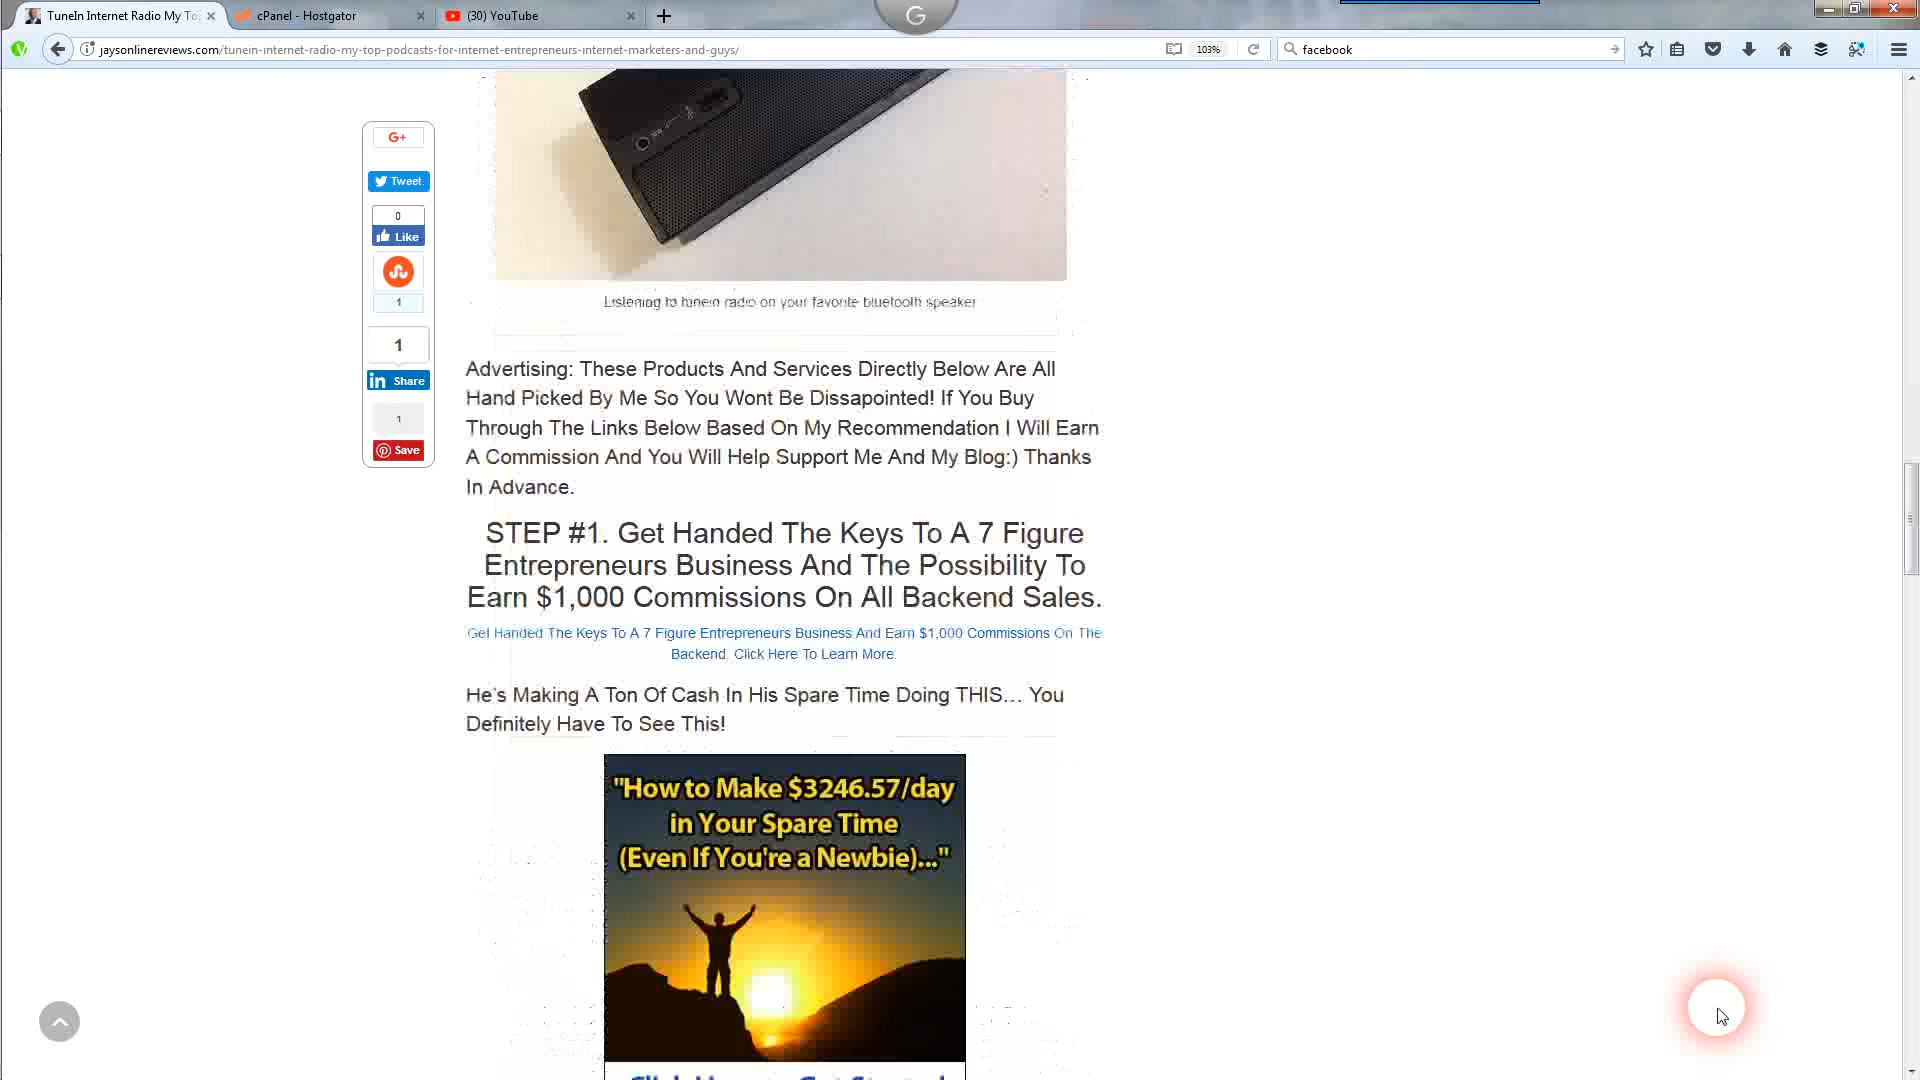 TuneIn Internet Radio My To
cPanel - Hostgator
(30) YouTube
G
jaysonlinereviews.com/tunein-internet-radio-my-top-podcasts-for-internet-entrepreneurs-internet-marketers-and-guys/
103%
facebook
G+
Tweet
0
Like
1
1
in Share
1
Save
Listening to tunein radio on your favorite bluetooth speaker
Advertising: These Products And Services Directly Below Are All
Hand Picked By Me So You Wont Be Dissapointed! If You Buy
Through The Links Below Based On My Recommendation I Will Earn
A Commission And You Will Help Support Me And My Blog:) Thanks
In Advance.
STEP #1. Get Handed The Keys To A 7 Figure
Entrepreneurs Business And The Possibility To
Earn $1,000 Commissions On All Backend Sales.
Get Handed The Keys To A 7 Figure Entrepreneurs Business And Earn $1,000 Commissions On The
Backend. Click Here To Learn More.
He's Making A Ton Of Cash In His Spare Time Doing THIS… You
Definitely Have To See This!
"How to Make $3246.57/day
in Your Spare Time
(Even If You're a Newbie)..."